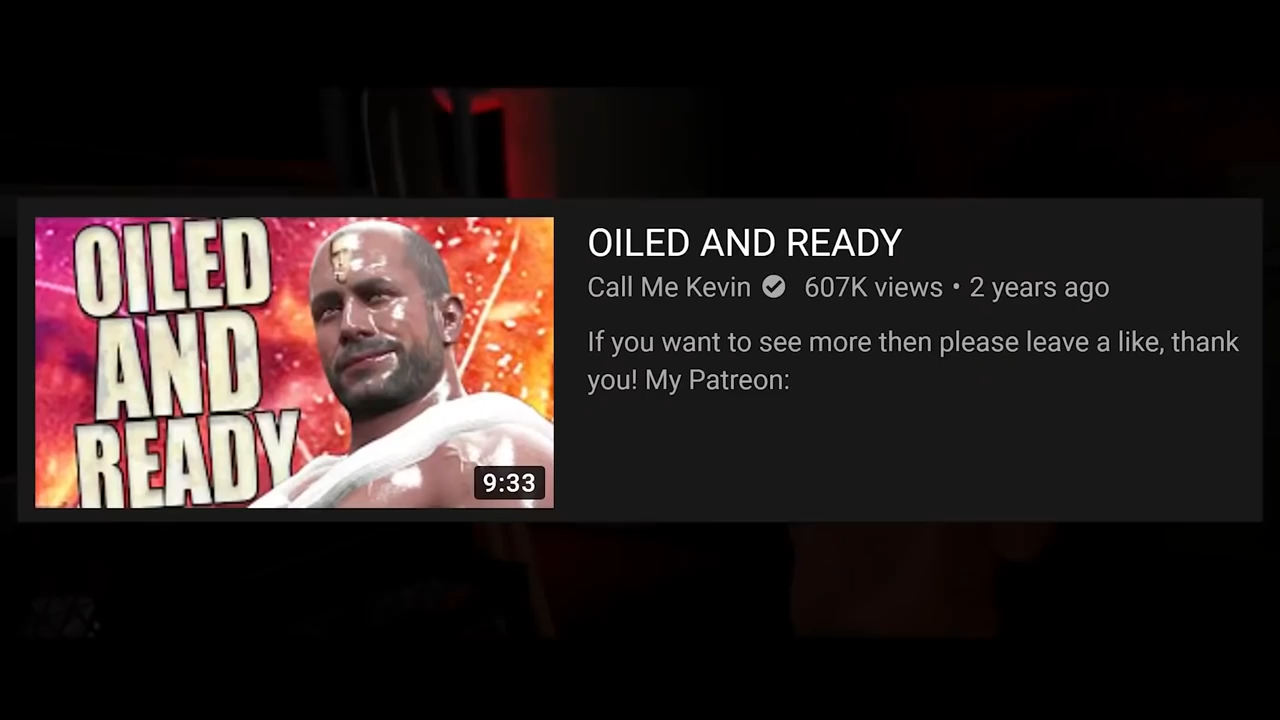 OILED
AND
READY
9:33
OILED AND READY
Call Me Kevin 607K views • 2 years ago
If you want to see more then please leave a like, thank
you! My Patreon: